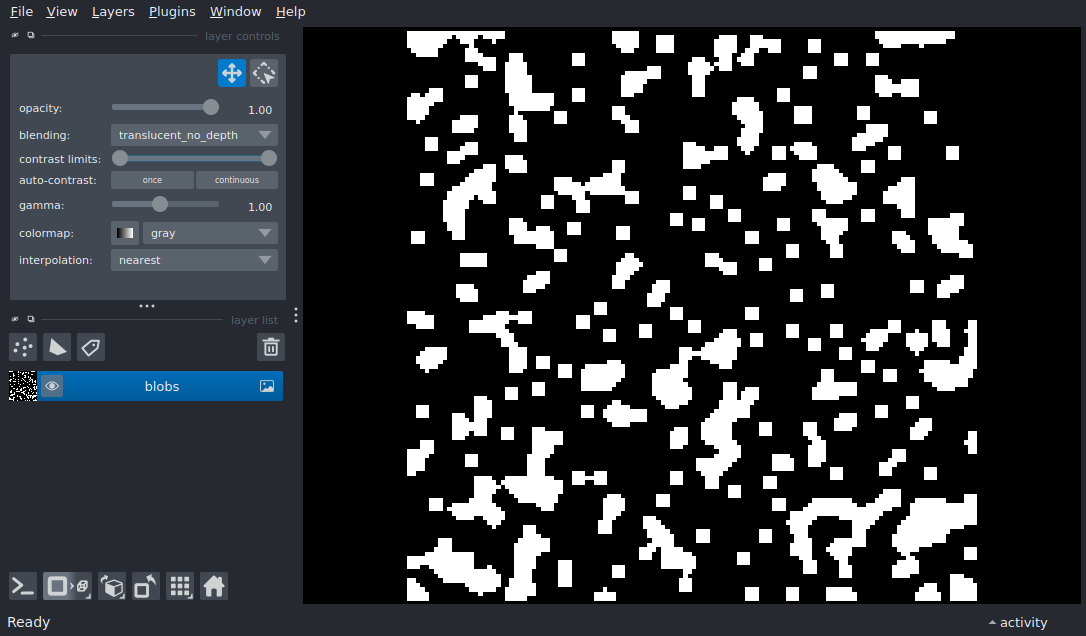 File View Layers Plugins Window Help
layer controls
opacity: 1.00
blending: translucent_no_depth
contrast limits:
auto-contrast: once continuous
gamma: 1.00
colormap: gray
interpolation: nearest
layer list
blobs
Ready activity